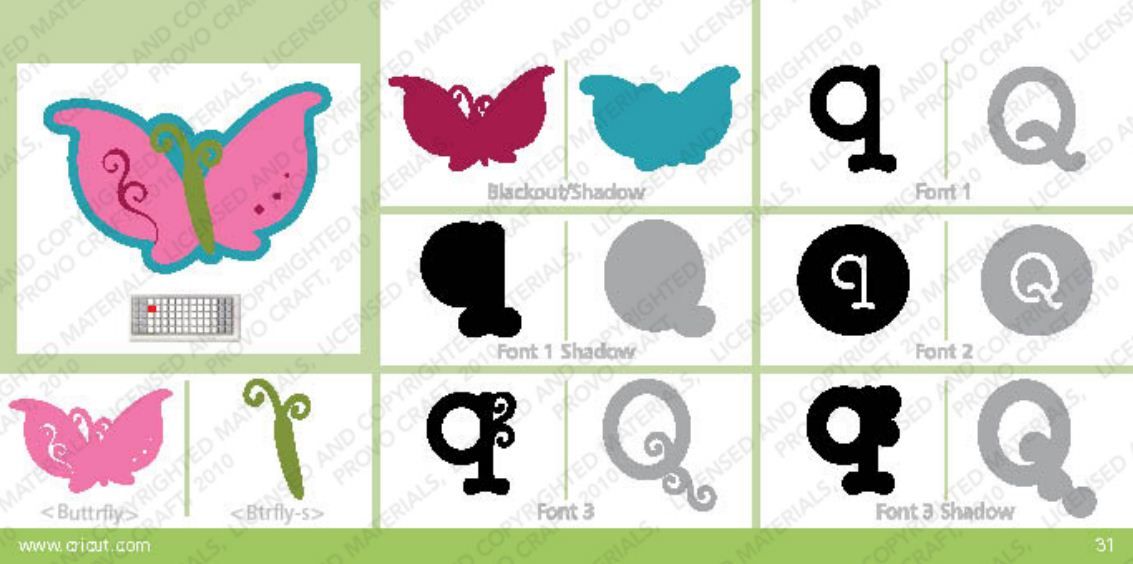 Blackout/Shadow
q
Q
Font 1
q
Q
Font 1 Shadow
q
Q
Font 2
<Buttrfly>
<Btrfly-s>
q
Q
Font 3
q
Q
Font 3 Shadow
www.cricut.com
31
LICENSED AND COPYRIGHTED MATERIALS, PROVO CRAFT, 2010